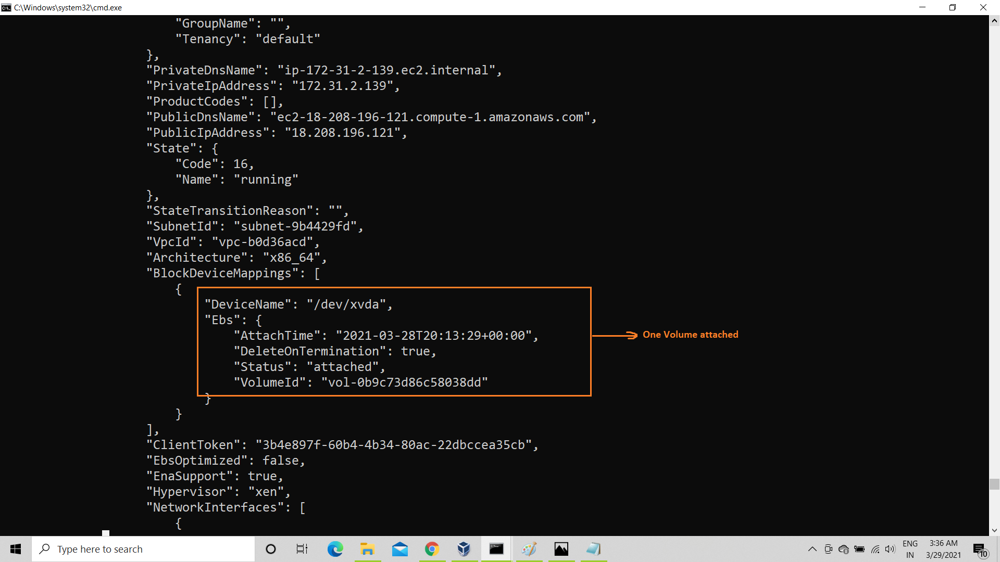 C:\Windows\system32\cmd.exe
"GroupName": "",
"Tenancy": "default"
},
"PrivateDnsName": "ip-172-31-2-139.ec2.internal",
"PrivateIpAddress": "172.31.2.139",
"ProductCodes": [],
"PublicDnsName": "ec2-18-208-196-121.compute-1.amazonaws.com",
"PublicIpAddress": "18.208.196.121",
"State": {
"Code": 16,
"Name": "running"
},
"StateTransitionReason": "",
"SubnetId": "subnet-9b4429fd",
"VpcId": "vpc-b0d36acd",
"Architecture": "x86_64",
"BlockDeviceMappings": [
{
"DeviceName": "/dev/xvda",
"Ebs": {
"AttachTime": "2021-03-28T20:13:29+00:00",
One Volume attached
"DeleteOnTermination": true,
"Status": "attached",
"VolumeId": "vol-0b9c73d86c58038dd"
}
}
],
"ClientToken": "3b4e897f-60b4-4b34-80ac-22dbccea35cb",
"EbsOptimized": false,
"EnaSupport": true,
"Hypervisor": "xen",
"NetworkInterfaces": [
{
Type here to search
ENG
IN
3:36 AM
3/29/2021
10